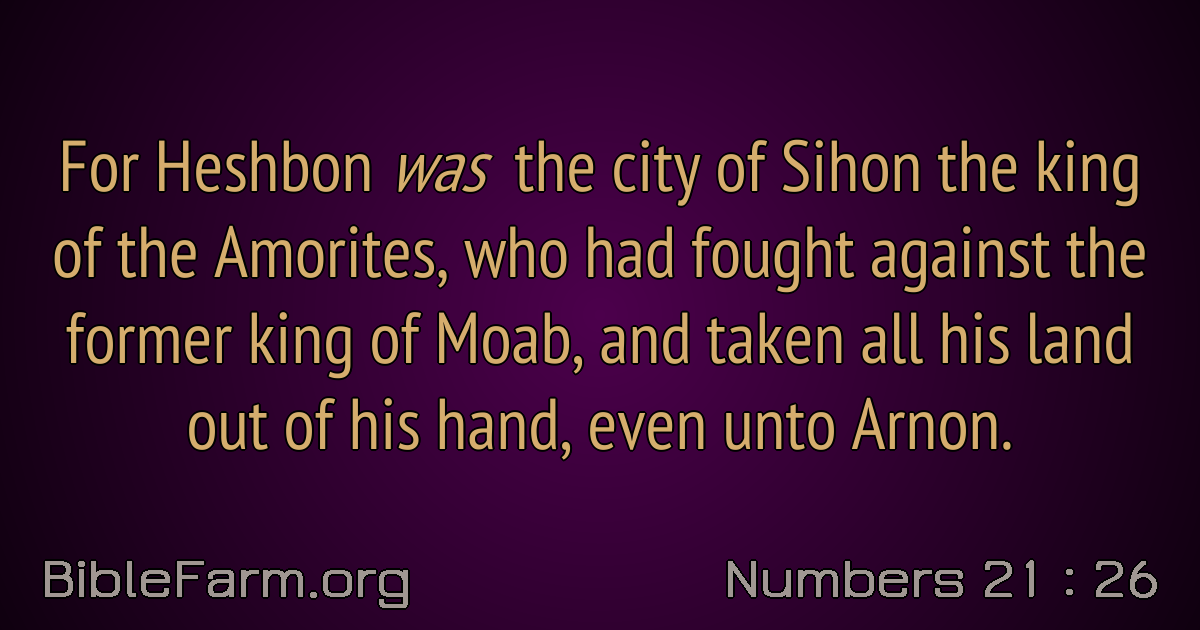 For Heshbon was the city of Sihon the king
of the Amorites, who had fought against the
former king of Moab, and taken all his land
out of his hand, even unto Arnon.
BibleFarm.org
Numbers 21 : 26